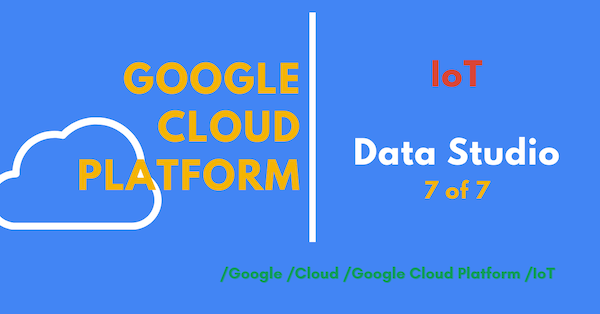 GOOGLE
CLOUD
PLATFORM
IoT
Data Studio
7 of 7
/Google /Cloud /Google Cloud Platform /IoT